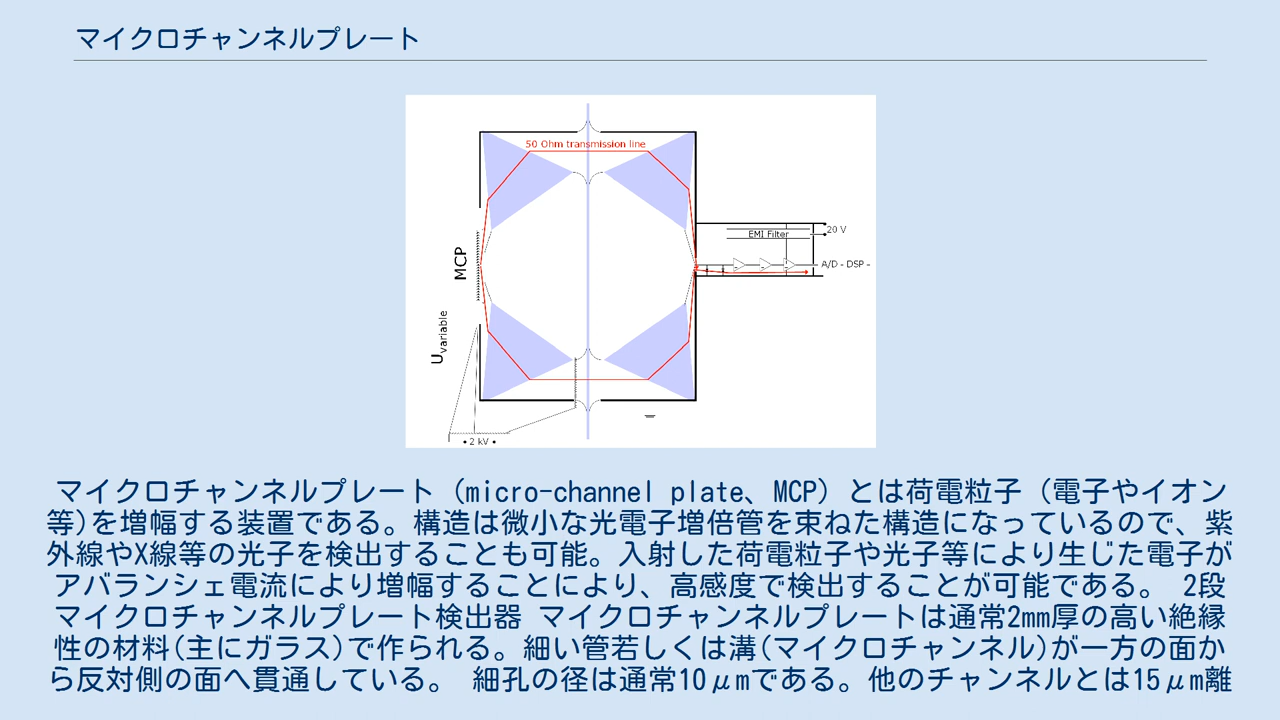 マイクロチャンネルプレート
50 Ohm transmission line
20 V
EMI Filter
A/D - DSP -
MCP
Uvariable
• 2 kV •
マイクロチャンネルプレート (micro-channel plate、MCP) とは荷電粒子 (電子やイオン
等)を増幅する装置である。構造は微小な光電子増倍管を束ねた構造になっているので、紫
外線やX線等の光子を検出することも可能。入射した荷電粒子や光子等により生じた電子が
アバランシェ電流により増幅することにより、高感度で検出することが可能である。 2段
マイクロチャンネルプレート検出器 マイクロチャンネルプレートは通常2mm厚の高い絶縁
性の材料(主にガラス)で作られる。細い管若しくは溝(マイクロチャンネル)が一方の面か
ら反対側の面へ貫通している。 細孔の径は通常10μmである。他のチャンネルとは15μm離